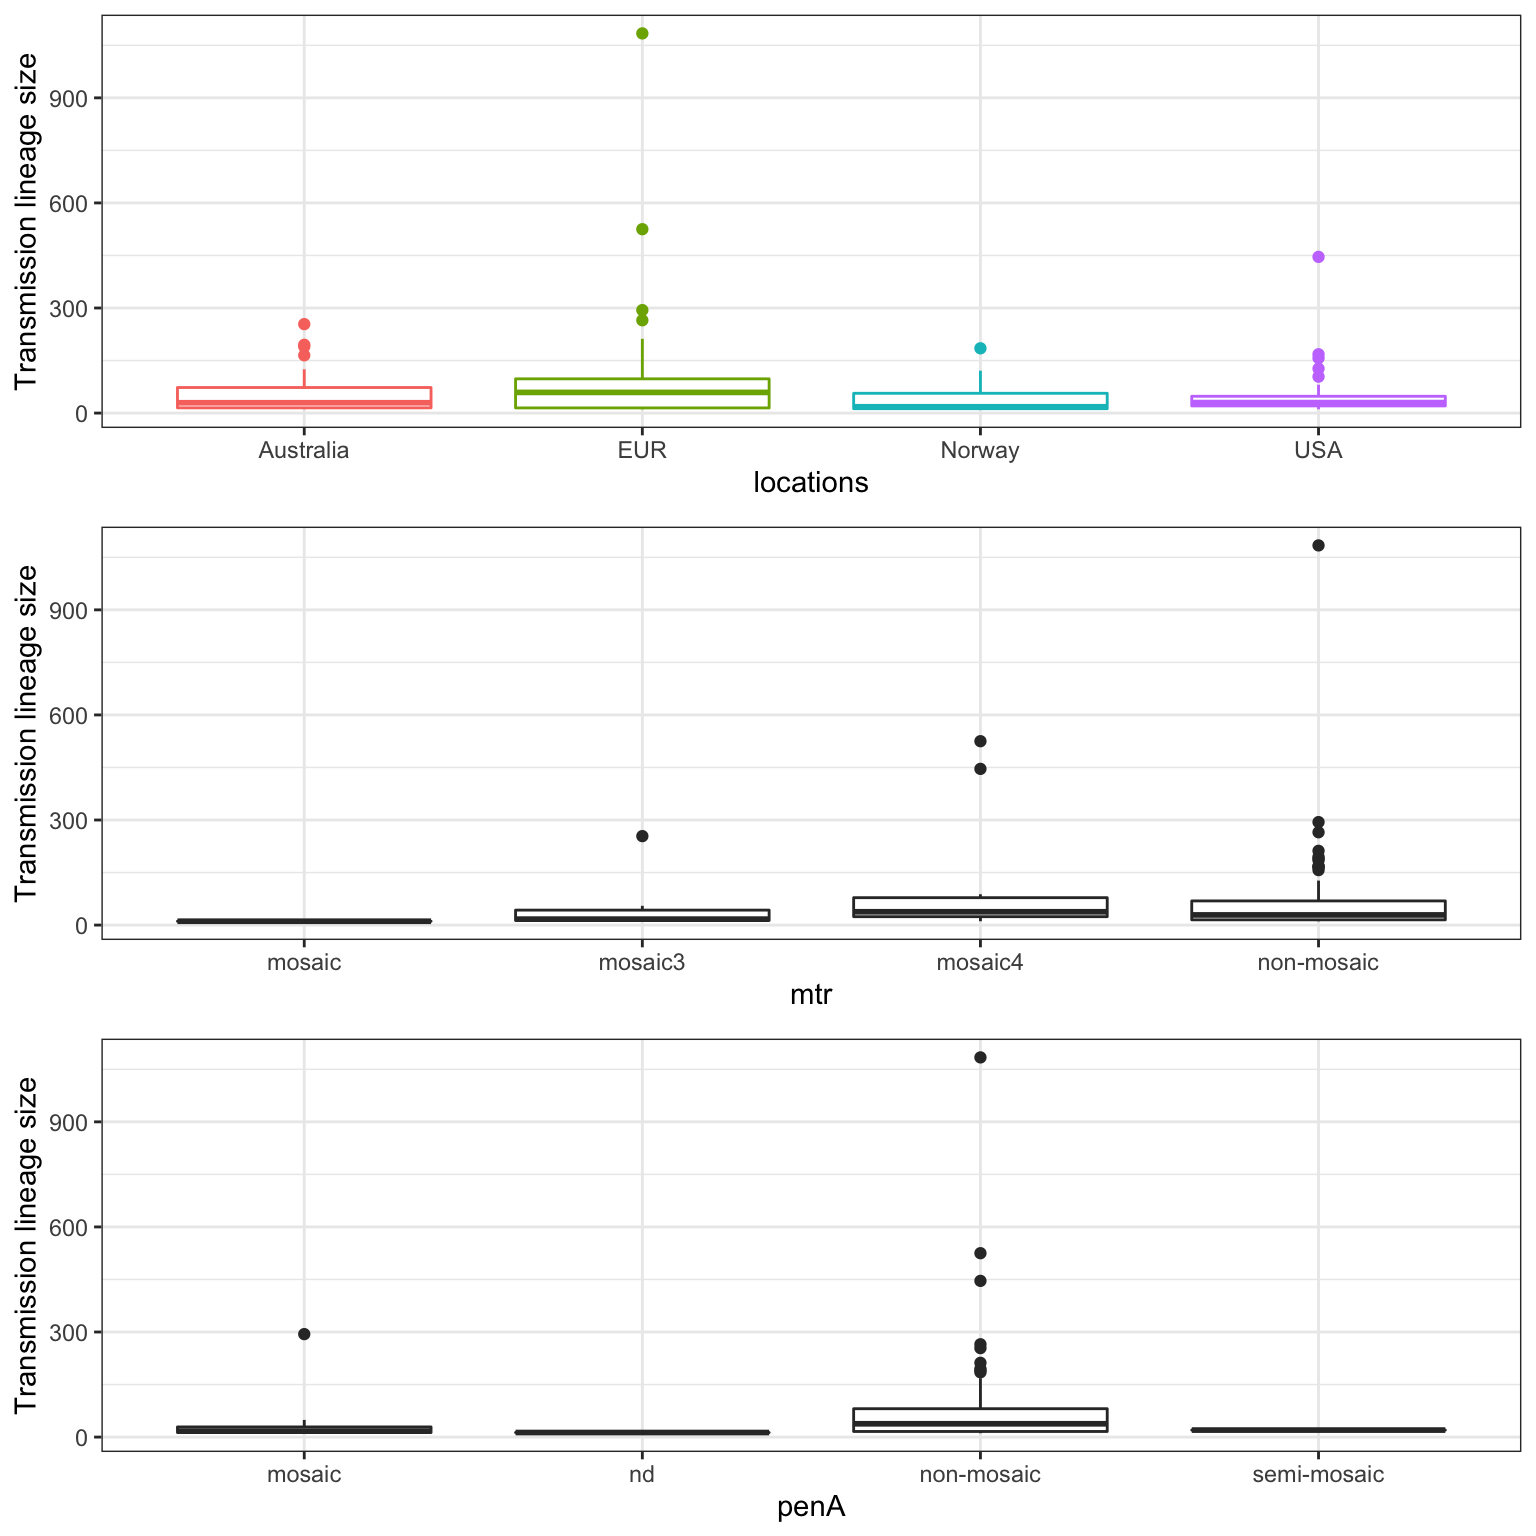 Transmission lineage size
900
600
300
0
Australia EUR Norway USA
locations
Transmission lineage size
900
600
300
0
mosaic mosaic3 mosaic4 non-mosaic
mtr
Transmission lineage size
900
600
300
0
mosaic nd non-mosaic semi-mosaic
penA